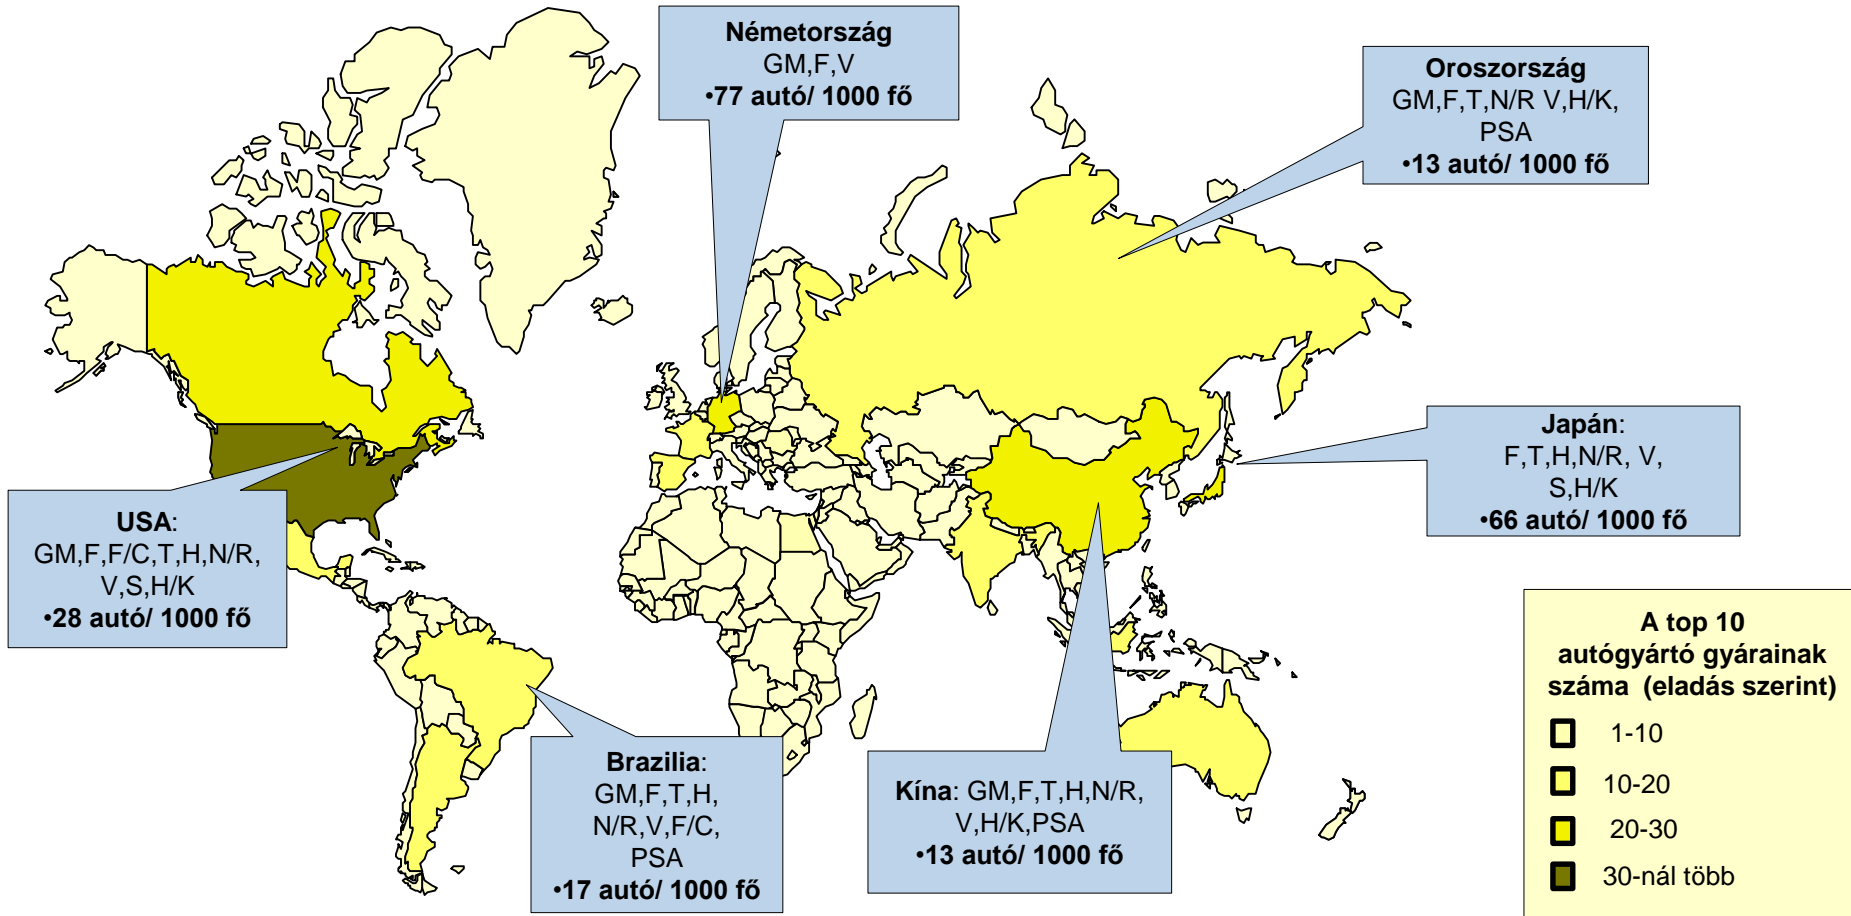 Németország
GM,F,V
•77 autó/ 1000 fő
Oroszország
GM,F,T,N/R V,H/K,
PSA
•13 autó/ 1000 fő
Japán:
F,T,H,N/R, V,
S,H/K
•66 autó/ 1000 fő
USA:
GM,F,F/C,T,H,N/R,
V,S,H/K
•28 autó/ 1000 fő
Brazilia:
GM,F,T,H,
N/R,V,F/C,
PSA
•17 autó/ 1000 fő
Kína: GM,F,T,H,N/R,
V,H/K,PSA
•13 autó/ 1000 fő
A top 10
autógyártó gyárainak
száma (eladás szerint)
1-10
10-20
20-30
30-nál több